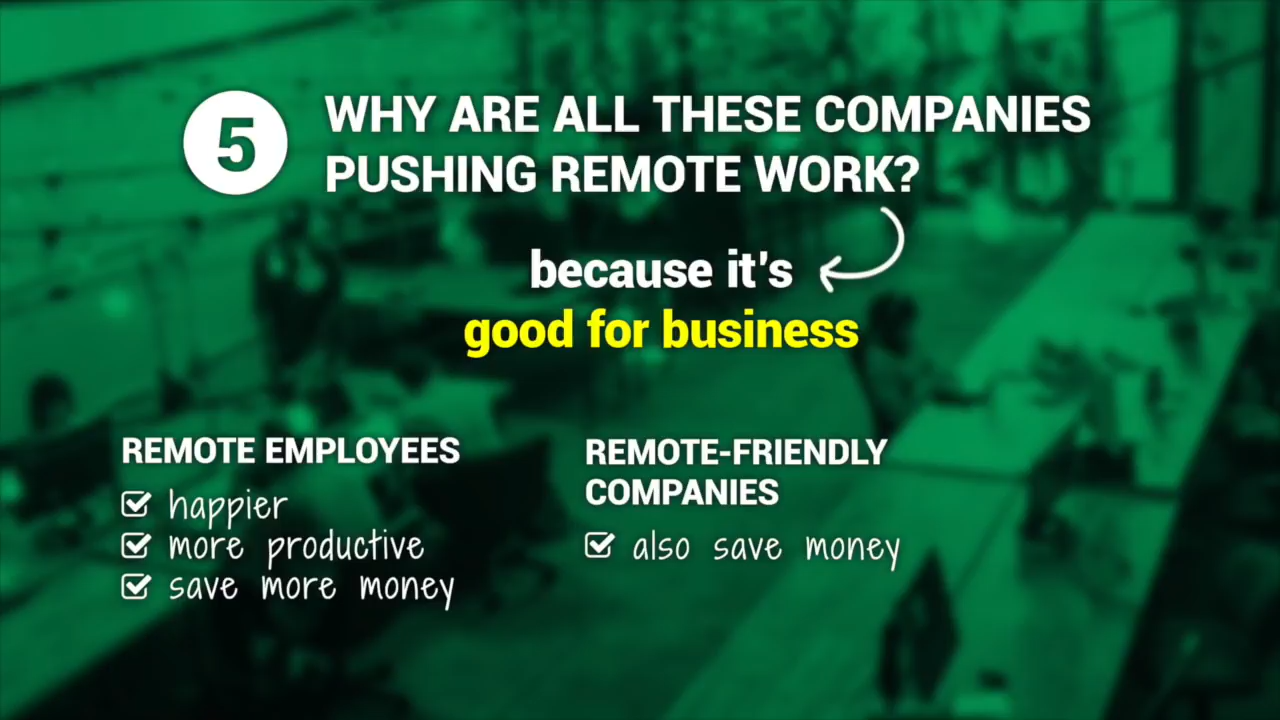 5
WHY ARE ALL THESE COMPANIES
PUSHING REMOTE WORK?
because it's
good for business
REMOTE EMPLOYEES
happier
more productive
save more money
REMOTE-FRIENDLY
COMPANIES
also save money